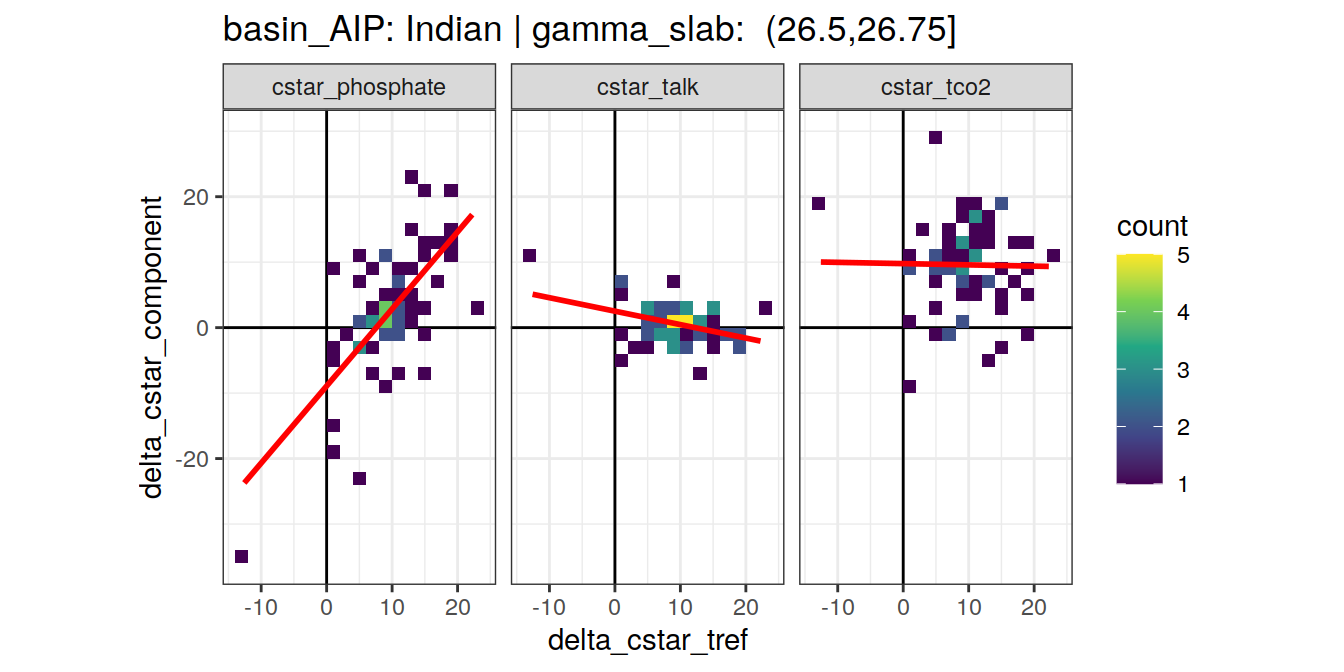 basin_AIP: Indian | gamma_slab:  (26.5,26.75]
cstar_phosphate cstar_talk cstar_tco2
delta_cstar_component
20
0
-20
-10 0 10 20 -10 0 10 20 -10 0 10 20
delta_cstar_tref
count
5
4
3
2
1